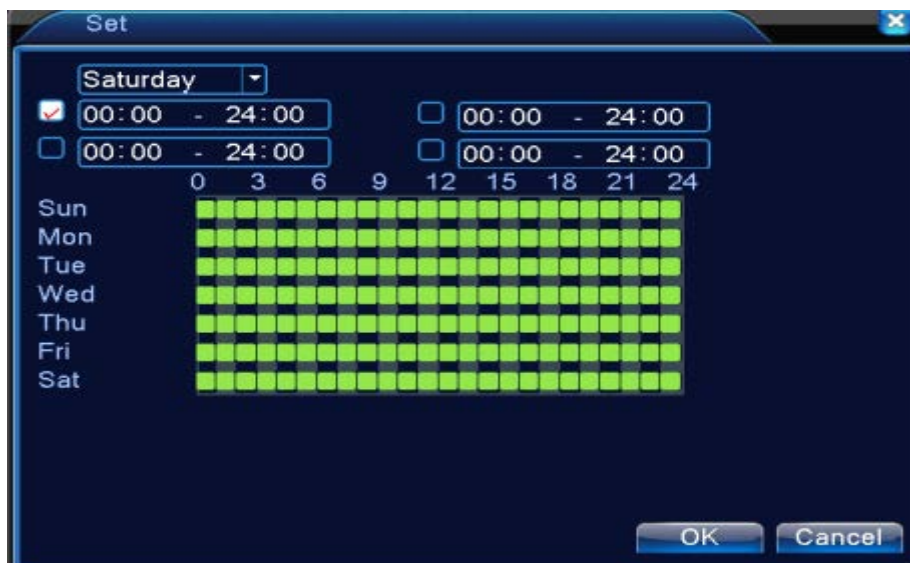 Set
Saturday
00:00 - 24:00 00:00 - 24:00
00:00 - 24:00 00:00 - 24:00
0 3 6 9 12 15 18 21 24
Sun
Mon
Tue
Wed
Thu
Fri
Sat
OK Cancel